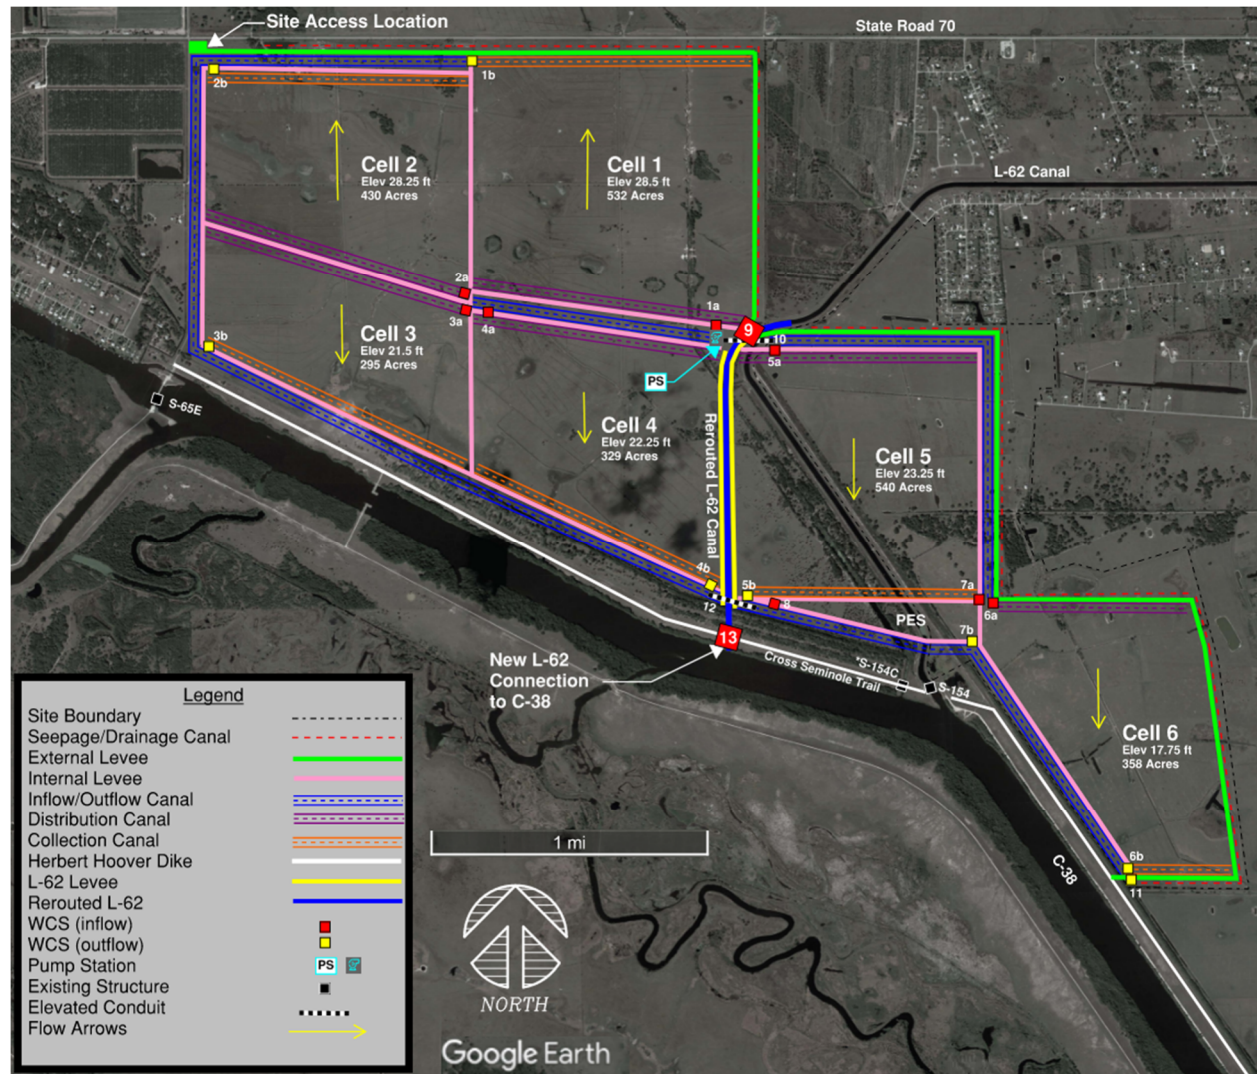 Site Access Location
State Road 70
2b
1b
Cell 2
Elev 28.25 ft
430 Acres
Cell 1
Elev 28.5 ft
532 Acres
L-62 Canal
2a
3a
4a
1a
9
10
5a
3b
Cell 3
Elev 21.5 ft
295 Acres
PS
S-65E
Cell 4
Elev 22.25 ft
329 Acres
Rerouted L-62 Canal
Cell 5
Elev 23.25 ft
540 Acres
4b
5b
7a
12
8
6a
PES
7b
13
New L-62
Connection
to C-38
Cross Seminole Trail
*S-154C
S-154
Cell 6
Elev 17.75 ft
358 Acres
6b
11
C-38
1 mi
NORTH
Google Earth
Legend
Site Boundary
Seepage/Drainage Canal
External Levee
Internal Levee
Inflow/Outflow Canal
Distribution Canal
Collection Canal
Herbert Hoover Dike
L-62 Levee
Rerouted L-62
WCS (inflow)
WCS (outflow)
Pump Station
PS
Existing Structure
Elevated Conduit
Flow Arrows